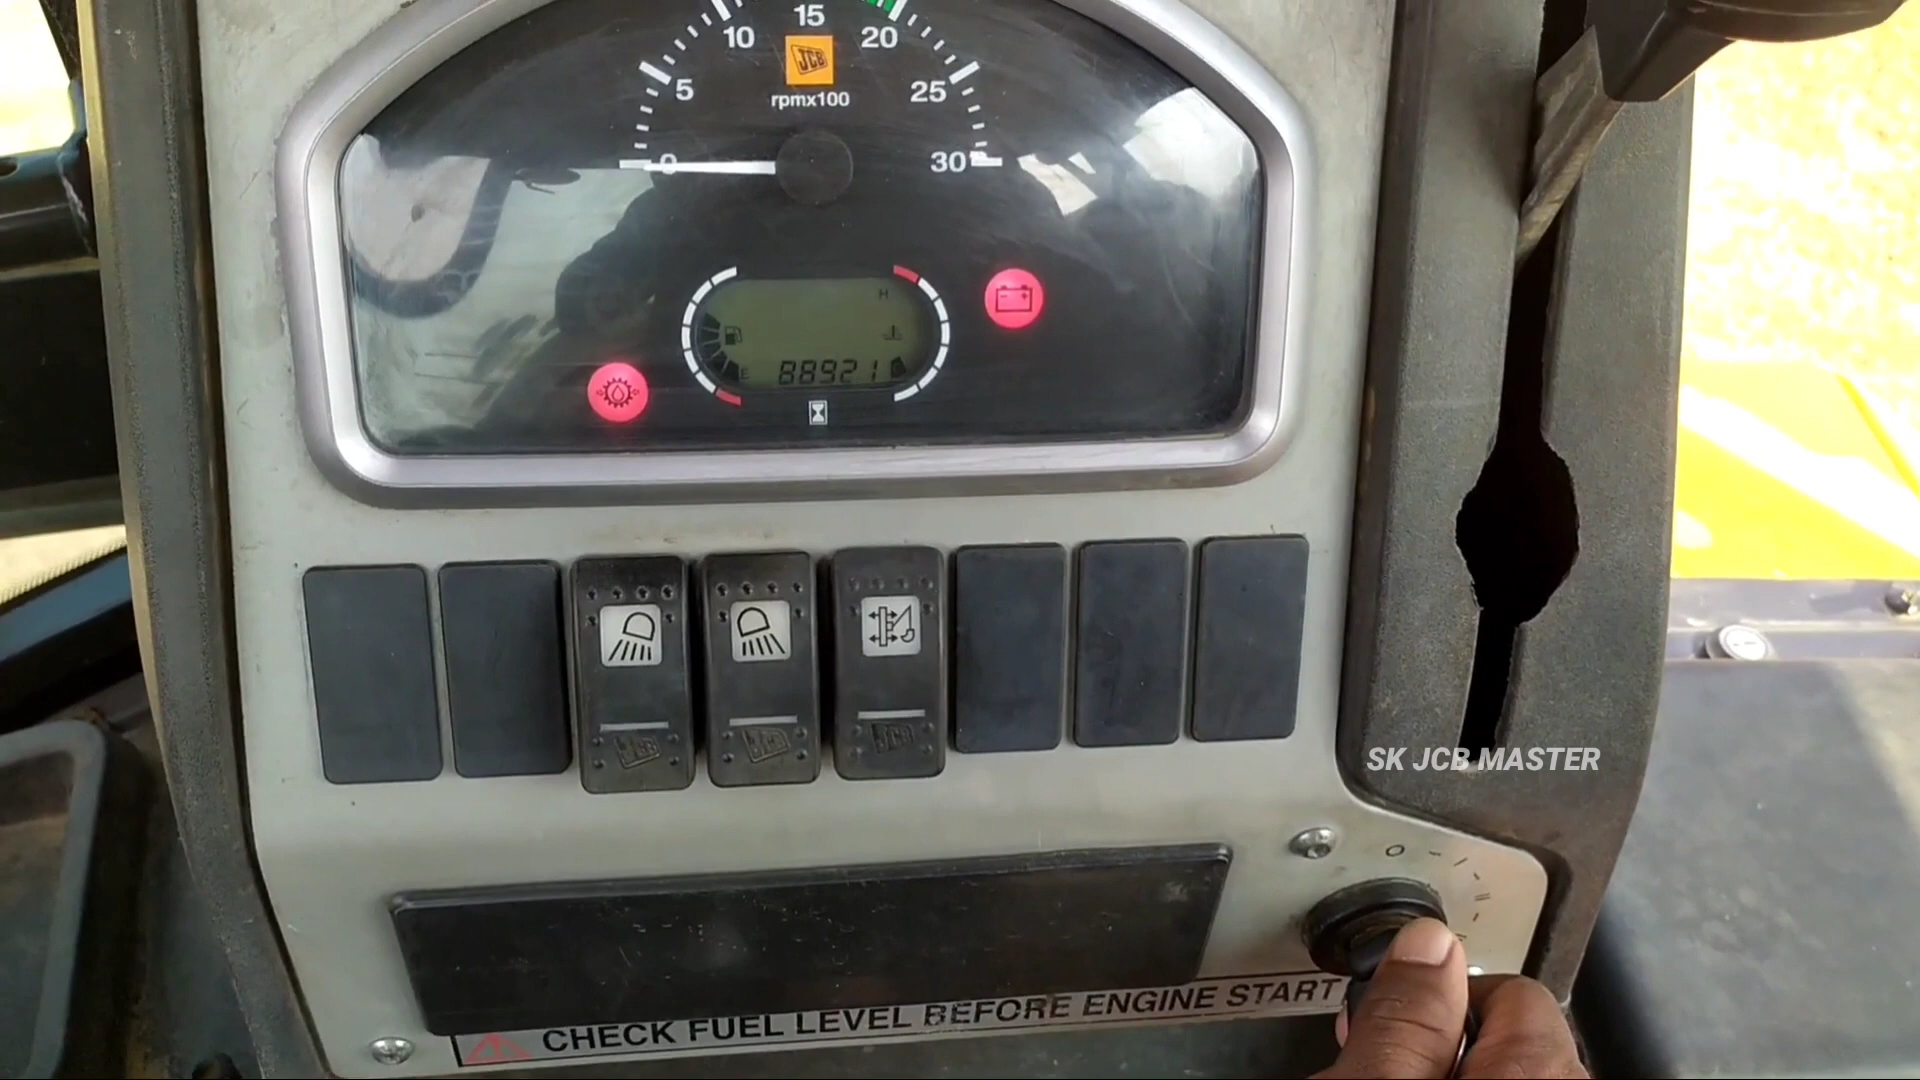 15
10
20
JCB
5
rpmx100
25
0
30
H
E
88921
JCB
JCB
JCB
SK JCB MASTER
CHECK FUEL LEVEL BEFORE ENGINE START